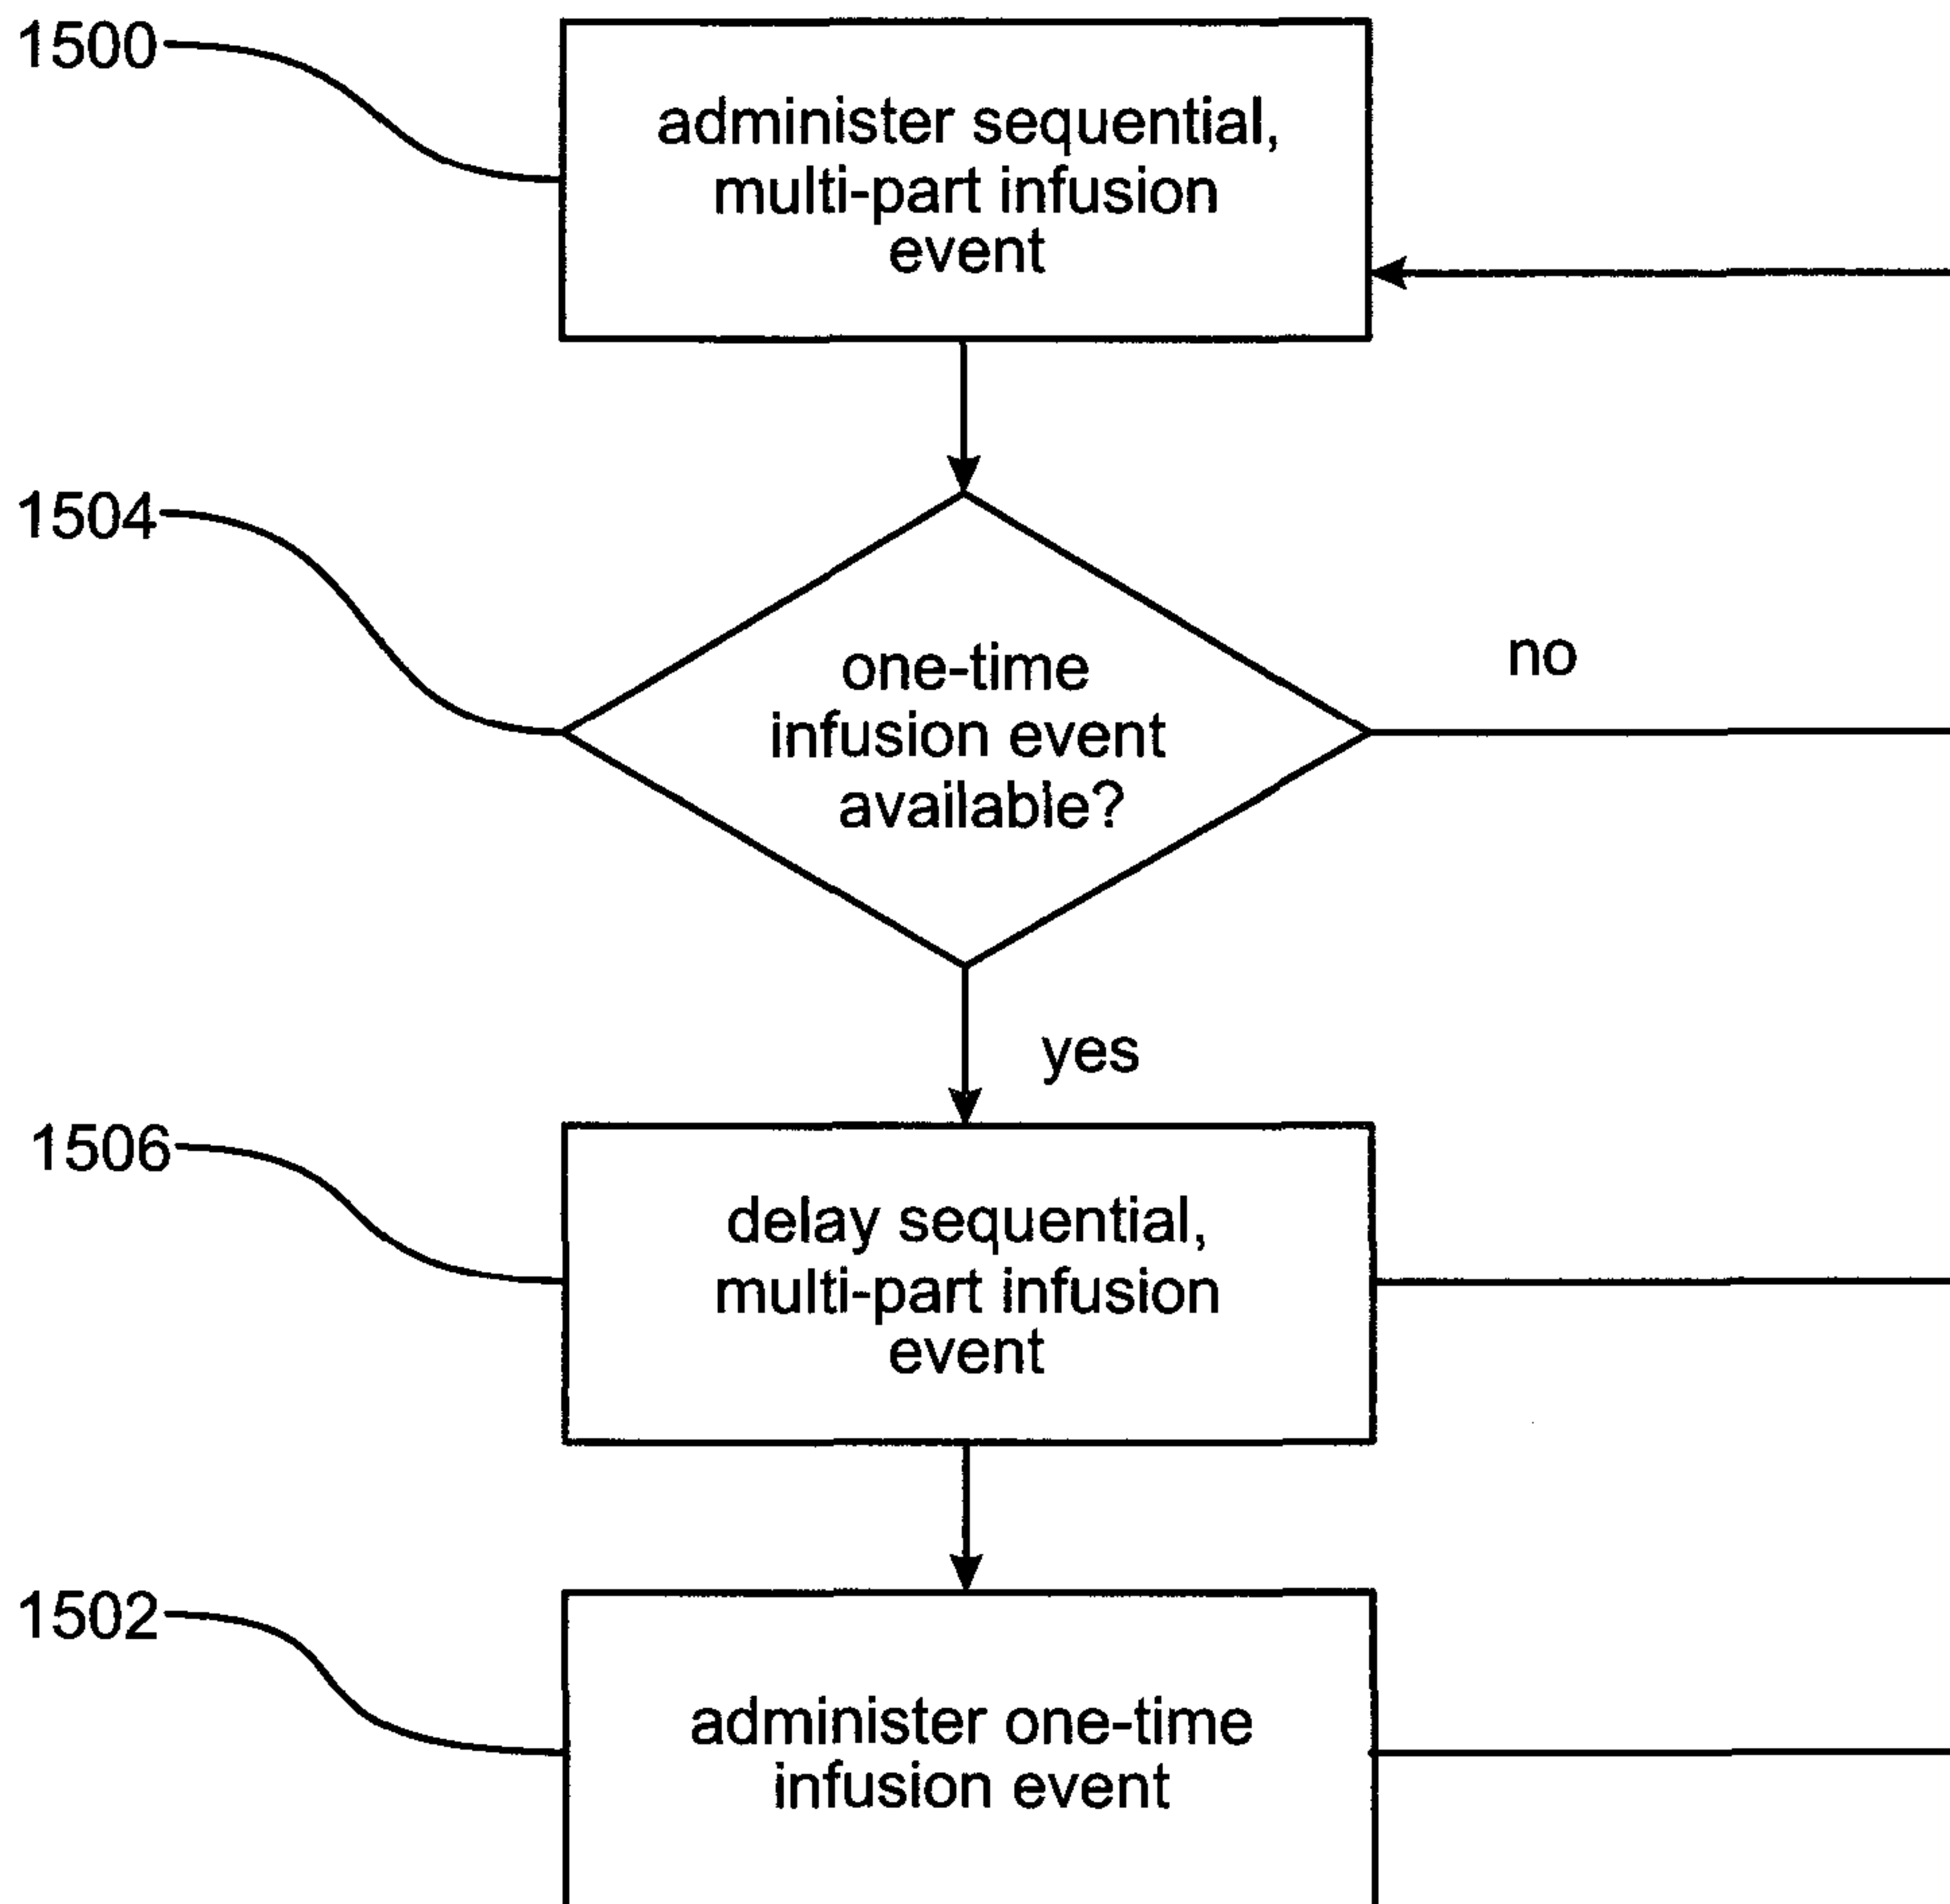 1500
administer sequential,
multi-part infusion
event
1504
one-time
infusion event
available?
no
yes
1506
delay sequential,
multi-part infusion
event
1502
administer one-time
infusion event